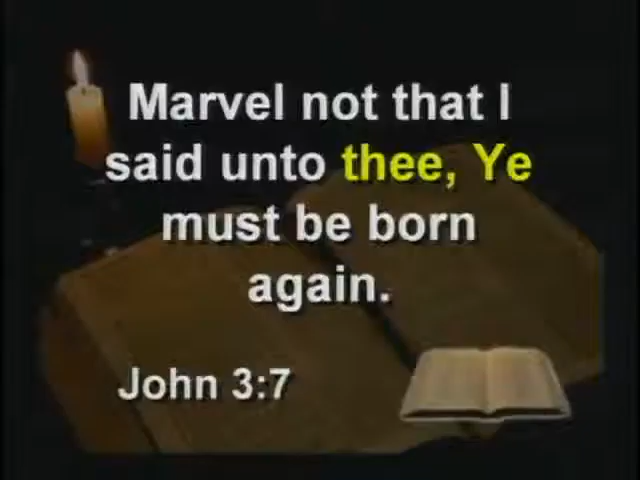 Marvel not that I
said unto thee, Ye
must be born
again.
John 3:7